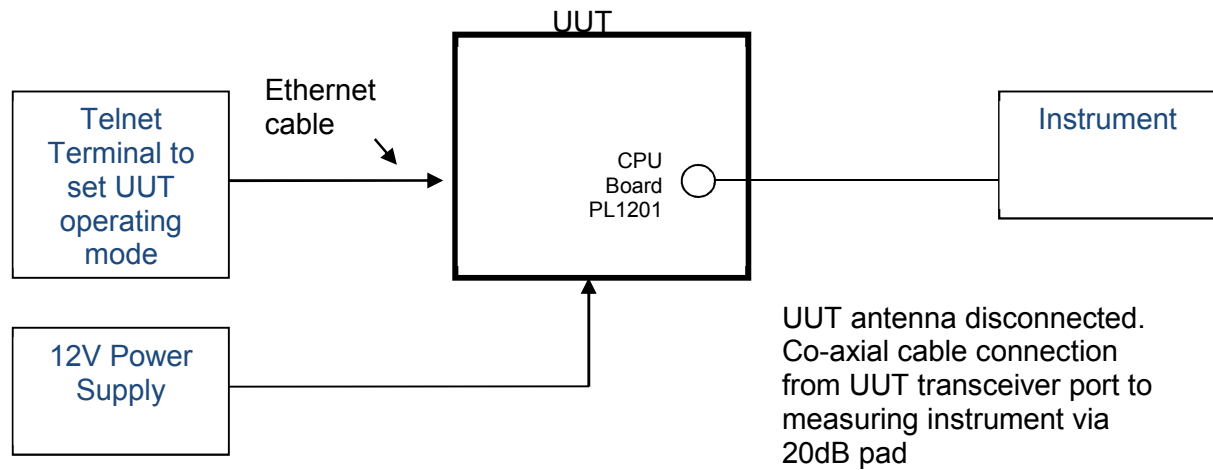 UUT
Ethernet
cable
Telnet
Terminal to
set UUT
operating
mode
Instrument
CPU
Board
PL1201
12V Power
Supply
UUT antenna disconnected.
Co-axial cable connection
from UUT transceiver port to
measuring instrument via
20dB pad